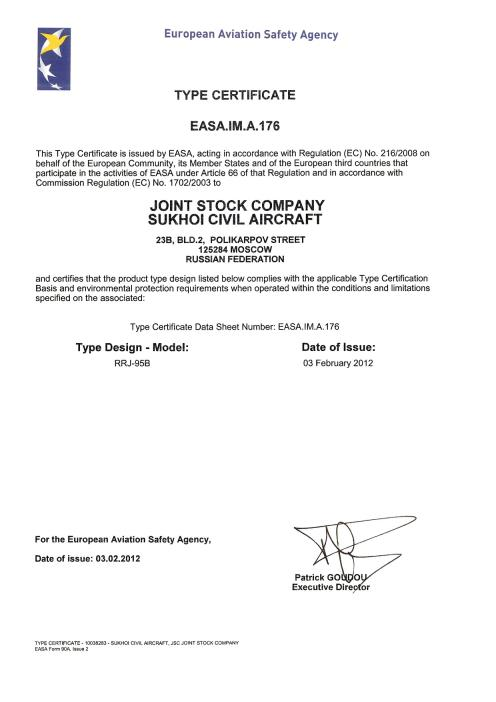 European Aviation Safety Agency
TYPE CERTIFICATE
EASA.IM.A.176
This Type Certificate is issued by EASA, acting in accordance with Regulation (EC) No. 216/2008 on
behalf of the European Community, its Member States and of the European third countries that
participate in the activities of EASA under Article 66 of that Regulation and in accordance with
Commission Regulation (EC) No. 1702/2003 to
JOINT STOCK COMPANY
SUKHOI CIVIL AIRCRAFT
23B, BLD.2, POLIKARPOV STREET
125284 MOSCOW
RUSSIAN FEDERATION
and certifies that the product type design listed below complies with the applicable Type Certification
Basis and environmental protection requirements when operated within the conditions and limitations
specified on the associated:
Type Certificate Data Sheet Number: EASA.IM.A.176
Type Design - Model: Date of Issue:
RRJ-95B 03 February 2012
For the European Aviation Safety Agency,
Date of issue: 03.02.2012
Patrick GOUDOU
Executive Director
TYPE CERTIFICATE - 10038283 - SUKHOI CIVIL AIRCRAFT, JSC JOINT STOCK COMPANY
EASA Form 90A, Issue 2